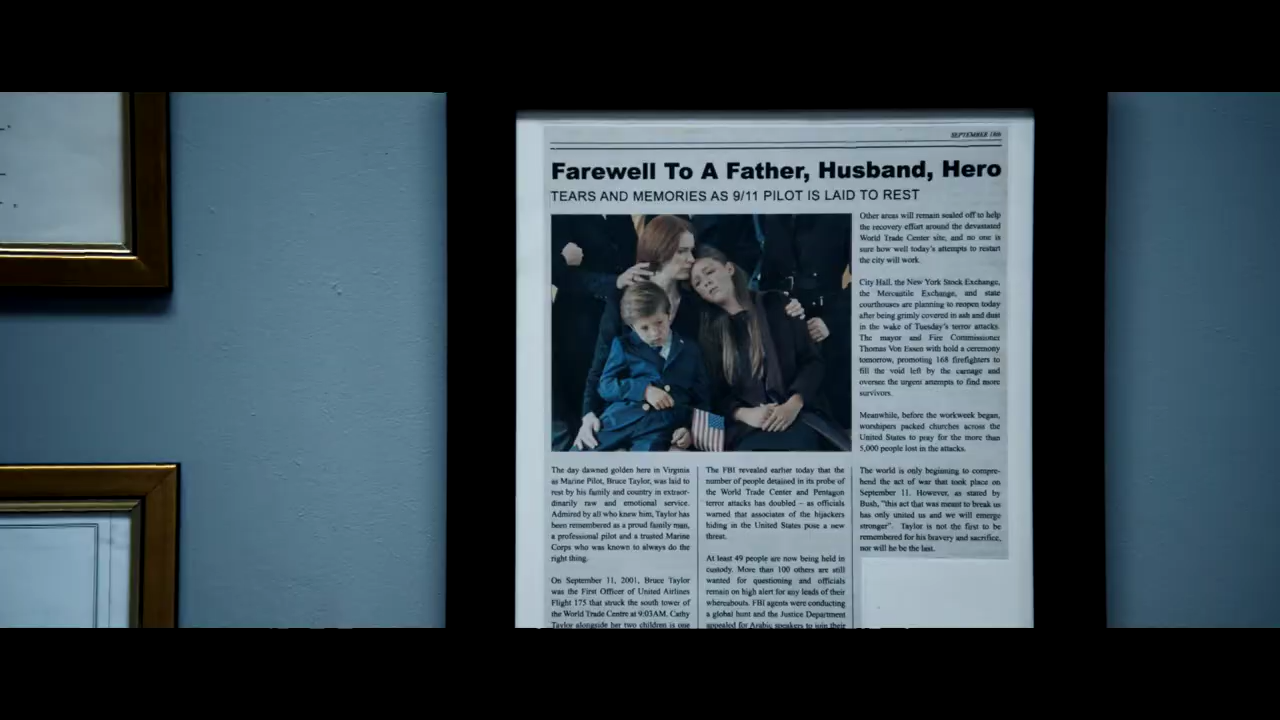 SEPTEMBER
Farewell To A Father, Husband, Hero
TEARS AND MEMORIES AS 9/11 PILOT IS LAID TO REST
The day dawned golden here in Virginia
as Marine Pilot, Bruce Taylor, was laid to
rest by his family and country in extraor-
dinarily raw and emotional service.
Admired by all who knew him, Taylor has
been remembered as a proud family man,
a professional pilot and a trusted Marine
Corps who was known to always do the
right thing.
On September 11, 2001, Bruce Taylor
was the First Officer of United Airlines
Flight 175 that struck the south tower of
the World Trade Centre at 9:03AM. Cathy
Taylor alongside her two children is one
The FBI revealed earlier today that the
number of people detained in its probe of
the World Trade Center and Pentagon
terror attacks has doubled – as officials
warned that associates of the hijackers
hiding in the United States pose a new
threat.
At least 49 people are now being held in
custody. More than 100 others are still
wanted for questioning and officials
remain on high alert for any leads of their
whereabouts. FBI agents were conducting
a global hunt and the Justice Department
appealed for Arabic speakers to join their
Other areas will remain sealed off to help
the recovery effort around the devastated
World Trade Center site, and no one is
sure how well today's attempts to restart
the city will work.
City Hall, the New York Stock Exchange,
the Mercantile Exchange, and state
courthouses are planning to reopen today
after being grimly covered in ash and dust
in the wake of Tuesday's terror attacks.
The mayor and Fire Commissioner
Thomas Von Essen with hold a ceremony
tomorrow, promoting 168 firefighters to
fill the void left by the carnage and
oversee the urgent attempts to find more
survivors.
Meanwhile, before the workweek began,
worshipers packed churches across the
United States to pray for the more than
5,000 people lost in the attacks.
The world is only beginning to compre-
hend the act of war that took place on
September 11. However, as stated by
Bush, "this act that was meant to break us
has only united us and we will emerge
stronger". Taylor is not the first to be
remembered for his bravery and sacrifice,
nor will he be the last.